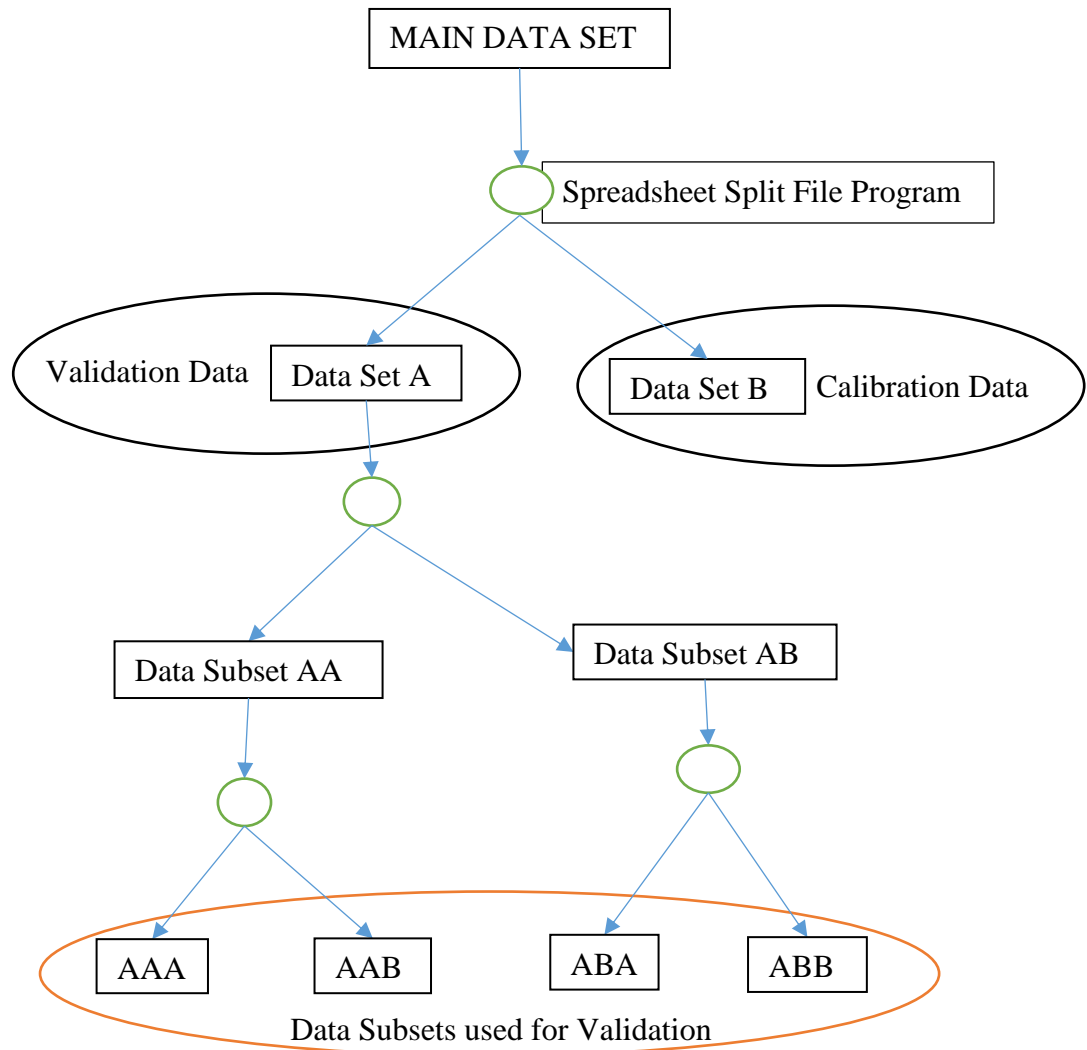 MAIN DATA SET
Spreadsheet Split File Program
Validation Data
Data Set A
Data Set B
Calibration Data
Data Subset AA
Data Subset AB
AAA
AAB
ABA
ABB
Data Subsets used for Validation